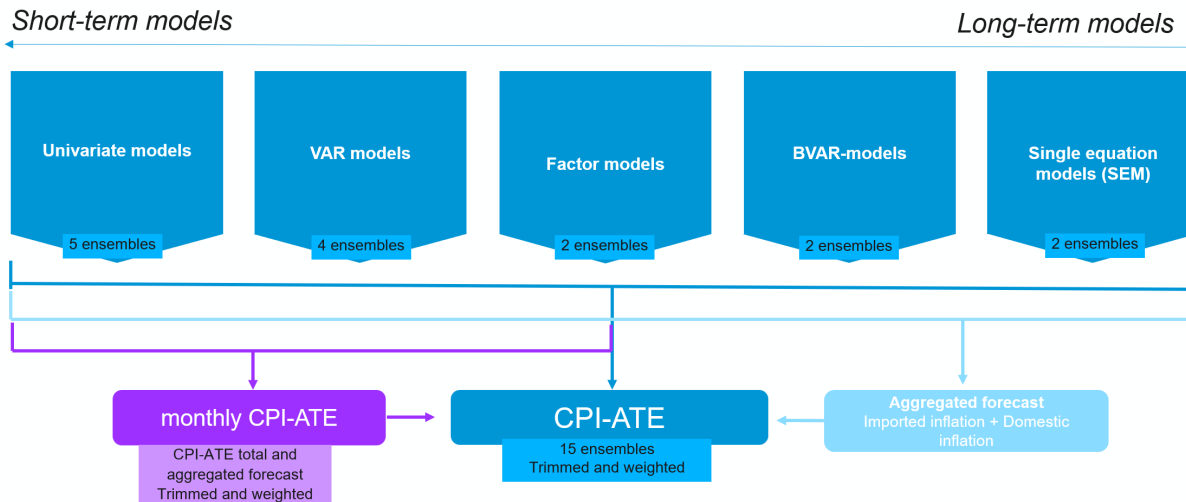 Short-term models
Long-term models
Univariate models
5 ensembles
VAR models
4 ensembles
Factor models
2 ensembles
BVAR-models
2 ensembles
Single equation
models (SEM)
2 ensembles
monthly CPI-ATE
CPI-ATE total and
aggregated forecast
Trimmed and weighted
CPI-ATE
15 ensembles
Trimmed and weighted
Aggregated forecast
Imported inflation + Domestic
inflation